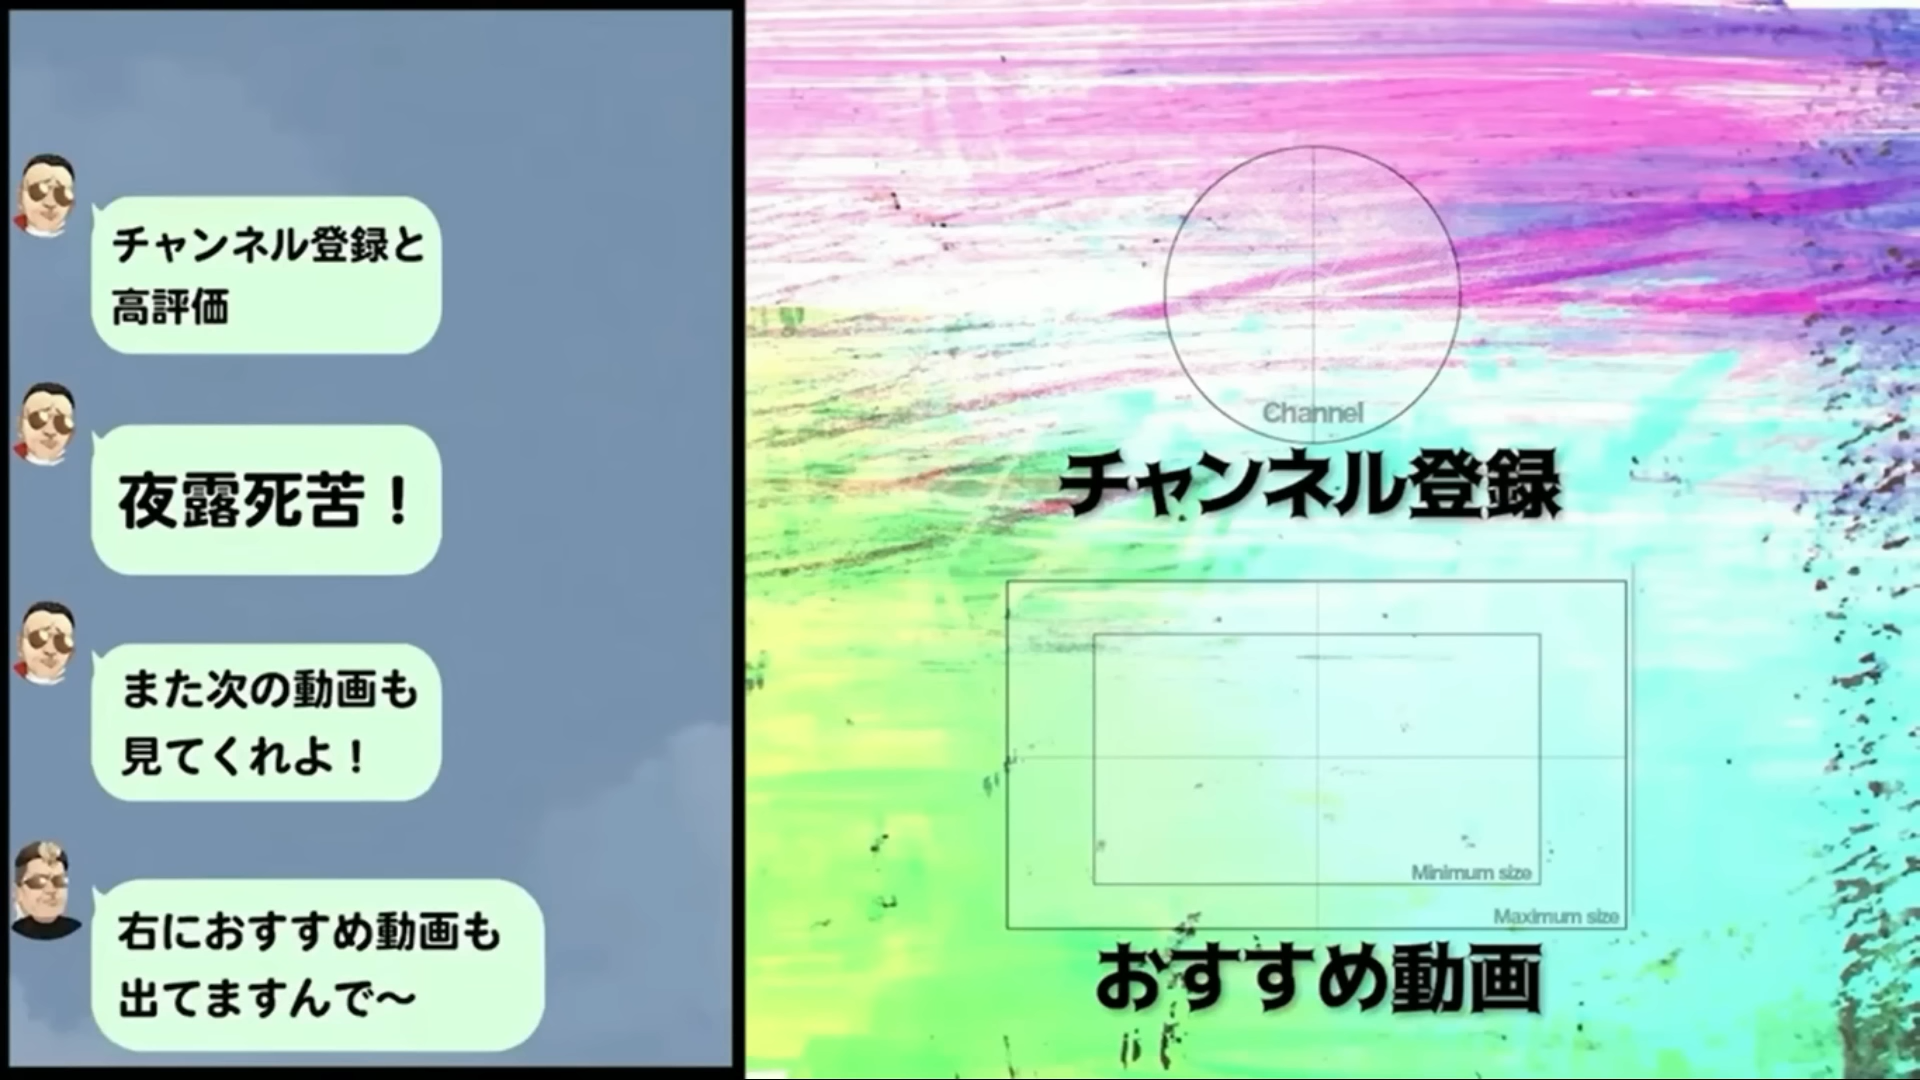 チャンネル登録と
高評価
夜露死苦！
また次の動画も
見てくれよ！
右におすすめ動画も
出てますんで〜
Channel
チャンネル登録
Minimum size
Maximum size
おすすめ動画